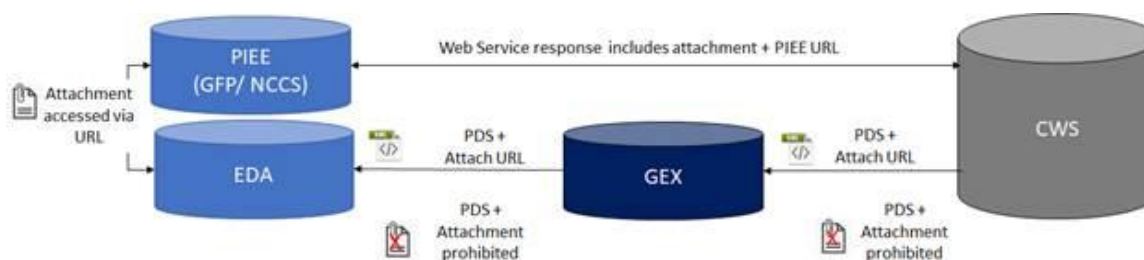 PIEE
(GFP/ NCCS)
Web Service response includes attachment + PIEE URL
Attachment
accessed via
URL
EDA
</>
PDS +
Attach URL
GEX
</>
PDS +
Attach URL
CWS
PDS +
Attachment
prohibited
PDS +
Attachment
prohibited